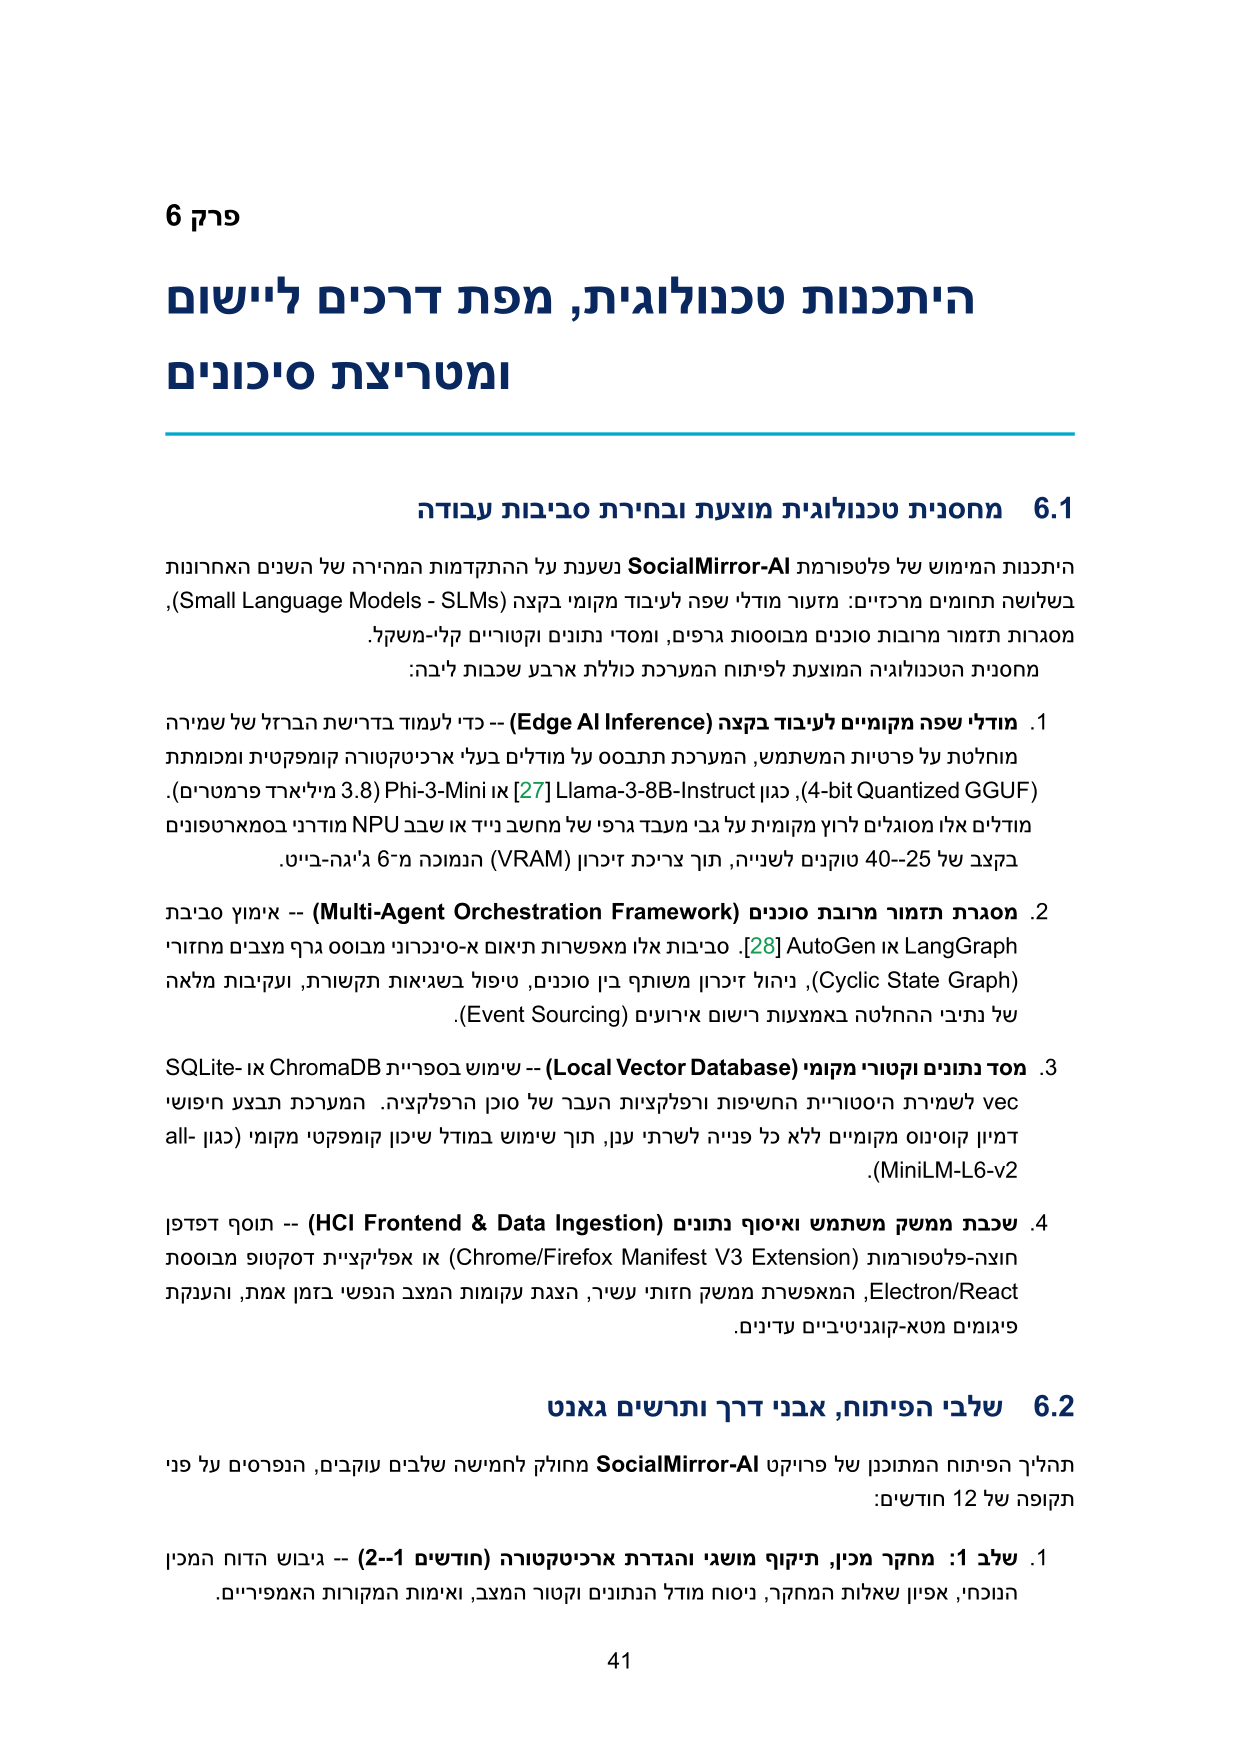 פרק 6
היתכנות טכנולוגית, מפת דרכים ליישום
ומטריצת סיכונים
6.1 מחסנית טכנולוגית מוצעת ובחירת סביבות עבודה
היתכנות המימוש של פלטפורמת SocialMirror-AI נשענת על ההתקדמות המהירה של השנים האחרונות
בשלושה תחומים מרכזיים: מזעור מודלי שפה לעיבוד מקומי בקצה (Small Language Models - SLMs),
מסגרות תזמור מרובות סוכנים מבוססות גרפים, ומסדי נתונים וקטוריים קלי-משקל.
מחסנית הטכנולוגיה המוצעת לפיתוח המערכת כוללת ארבע שכבות ליבה:
1. מודלי שפה מקומיים לעיבוד בקצה (Edge AI Inference) -- כדי לעמוד בדרישת הברזל של שמירה
מוחלטת על פרטיות המשתמש, המערכת תתבסס על מודלים בעלי ארכיטקטורה קומפקטית ומכומתת
(4-bit Quantized GGUF), כגון Llama-3-8B-Instruct [27] או Phi-3-Mini (3.8 מיליארד פרמטרים).
מודלים אלו מסוגלים לרוץ מקומית על גבי מעבד גרפי של מחשב נייד או שבב NPU מודרני בסמארטפונים
בקצב של 25--40 טוקנים לשנייה, תוך צריכת זיכרון (VRAM) הנמוכה מ־6 ג'יגה-בייט.
2. מסגרת תזמור מרובת סוכנים (Multi-Agent Orchestration Framework) -- אימוץ סביבת
LangGraph או AutoGen [28]. סביבות אלו מאפשרות תיאום א-סינכרוני מבוסס גרף מצבים מחזורי
(Cyclic State Graph), ניהול זיכרון משותף בין סוכנים, טיפול בשגיאות תקשורת, ועקיבות מלאה
של נתיבי ההחלטה באמצעות רישום אירועים (Event Sourcing).
3. מסד נתונים וקטורי מקומי (Local Vector Database) -- שימוש בספריית ChromaDB או SQLite-
vec לשמירת היסטוריית החשיפות ורפלקציות העבר של סוכן הרפלקציה. המערכת תבצע חיפושי
דמיון קוסינוס מקומיים ללא כל פנייה לשרתי ענן, תוך שימוש במודל שיכון קומפקטי מקומי (כגון all-
MiniLM-L6-v2).
4. שכבת ממשק משתמש ואיסוף נתונים (HCI Frontend & Data Ingestion) -- תוסף דפדפן
חוצה-פלטפורמות (Chrome/Firefox Manifest V3 Extension) או אפליקציית דסקטופ מבוססת
Electron/React, המאפשרת ממשק חזותי עשיר, הצגת עקומות המצב הנפשי בזמן אמת, והענקת
פיגומים מטא-קוגניטיביים עדינים.
6.2 שלבי הפיתוח, אבני דרך ותרשים גאנט
תהליך הפיתוח המתוכנן של פרויקט SocialMirror-AI מחולק לחמישה שלבים עוקבים, הנפרסים על פני
תקופה של 12 חודשים:
1. שלב 1: מחקר מכין, תיקוף מושגי והגדרת ארכיטקטורה (חודשים 1--2) -- גיבוש הדוח המכין
הנוכחי, אפיון שאלות המחקר, ניסוח מודל הנתונים וקטור המצב, ואימות המקורות האמפיריים.
41